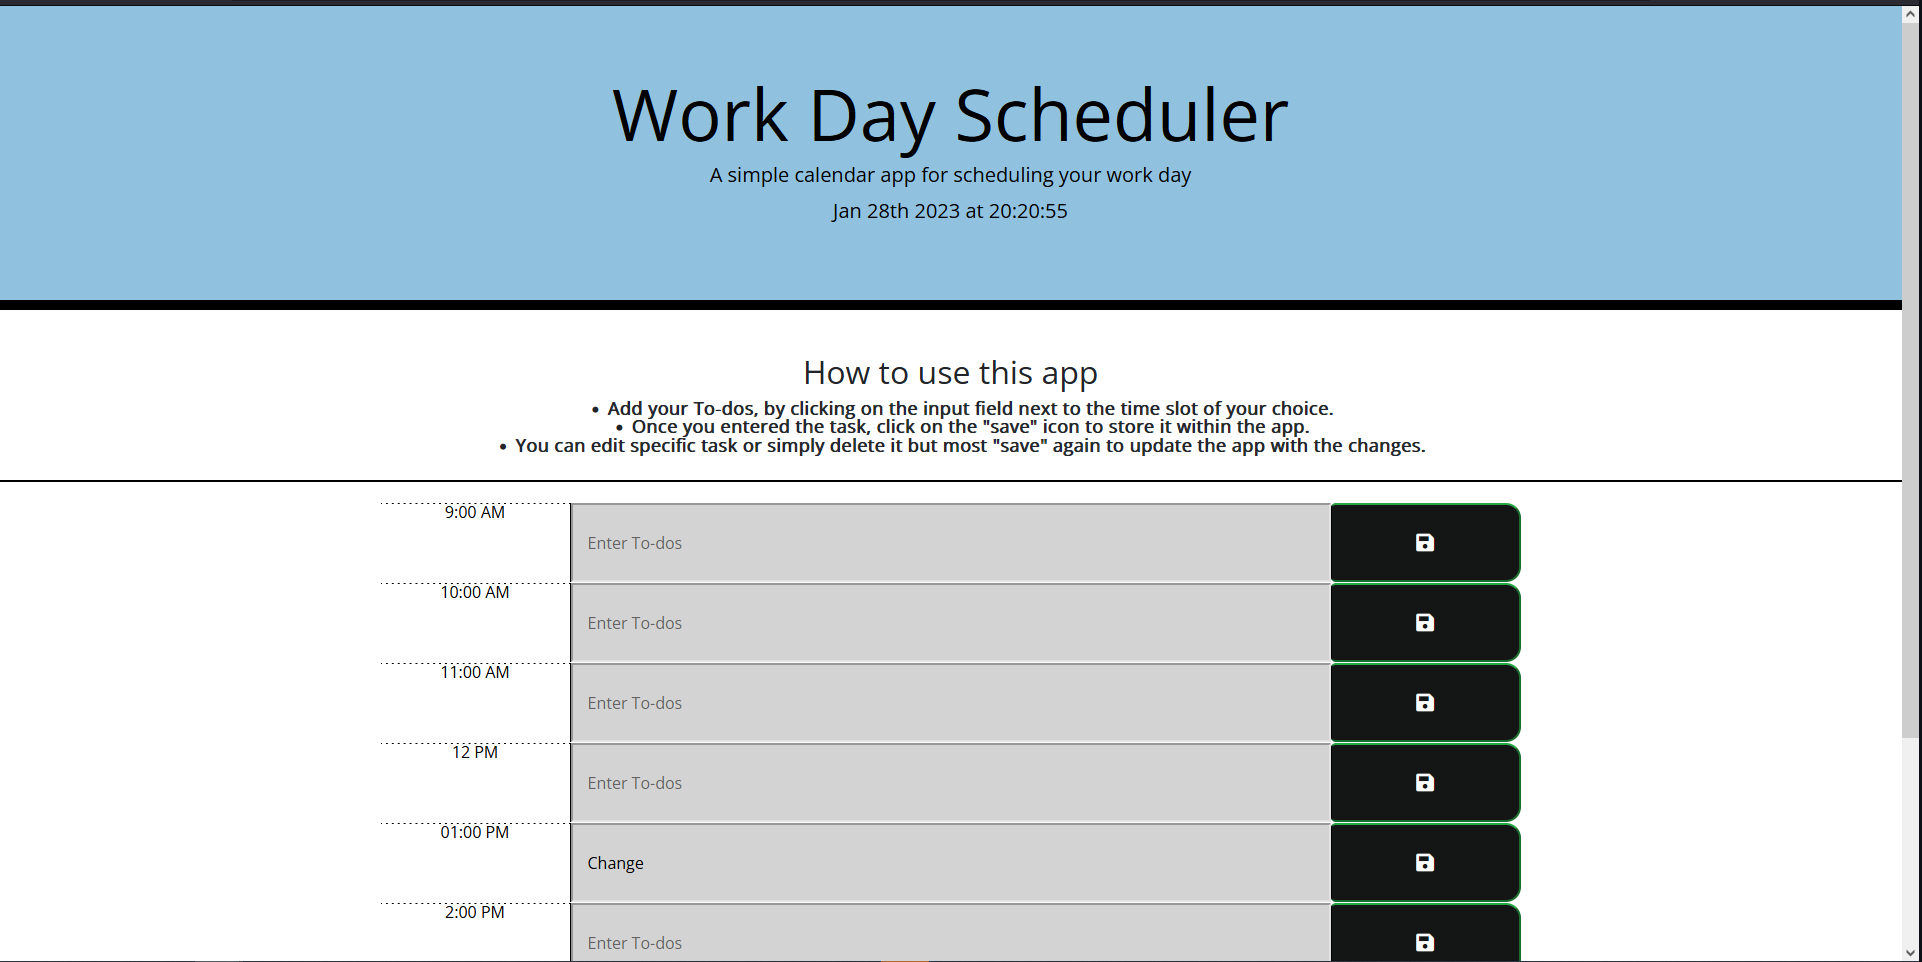 Work Day Scheduler
A simple calendar app for scheduling your work day
Jan 28th 2023 at 20:20:55
How to use this app
• Add your To-dos, by clicking on the input field next to the time slot of your choice.
• Once you entered the task, click on the "save" icon to store it within the app.
• You can edit specific task or simply delete it but most "save" again to update the app with the changes.
9:00 AM
Enter To-dos
10:00 AM
Enter To-dos
11:00 AM
Enter To-dos
12 PM
Enter To-dos
01:00 PM
Change
2:00 PM
Enter To-dos